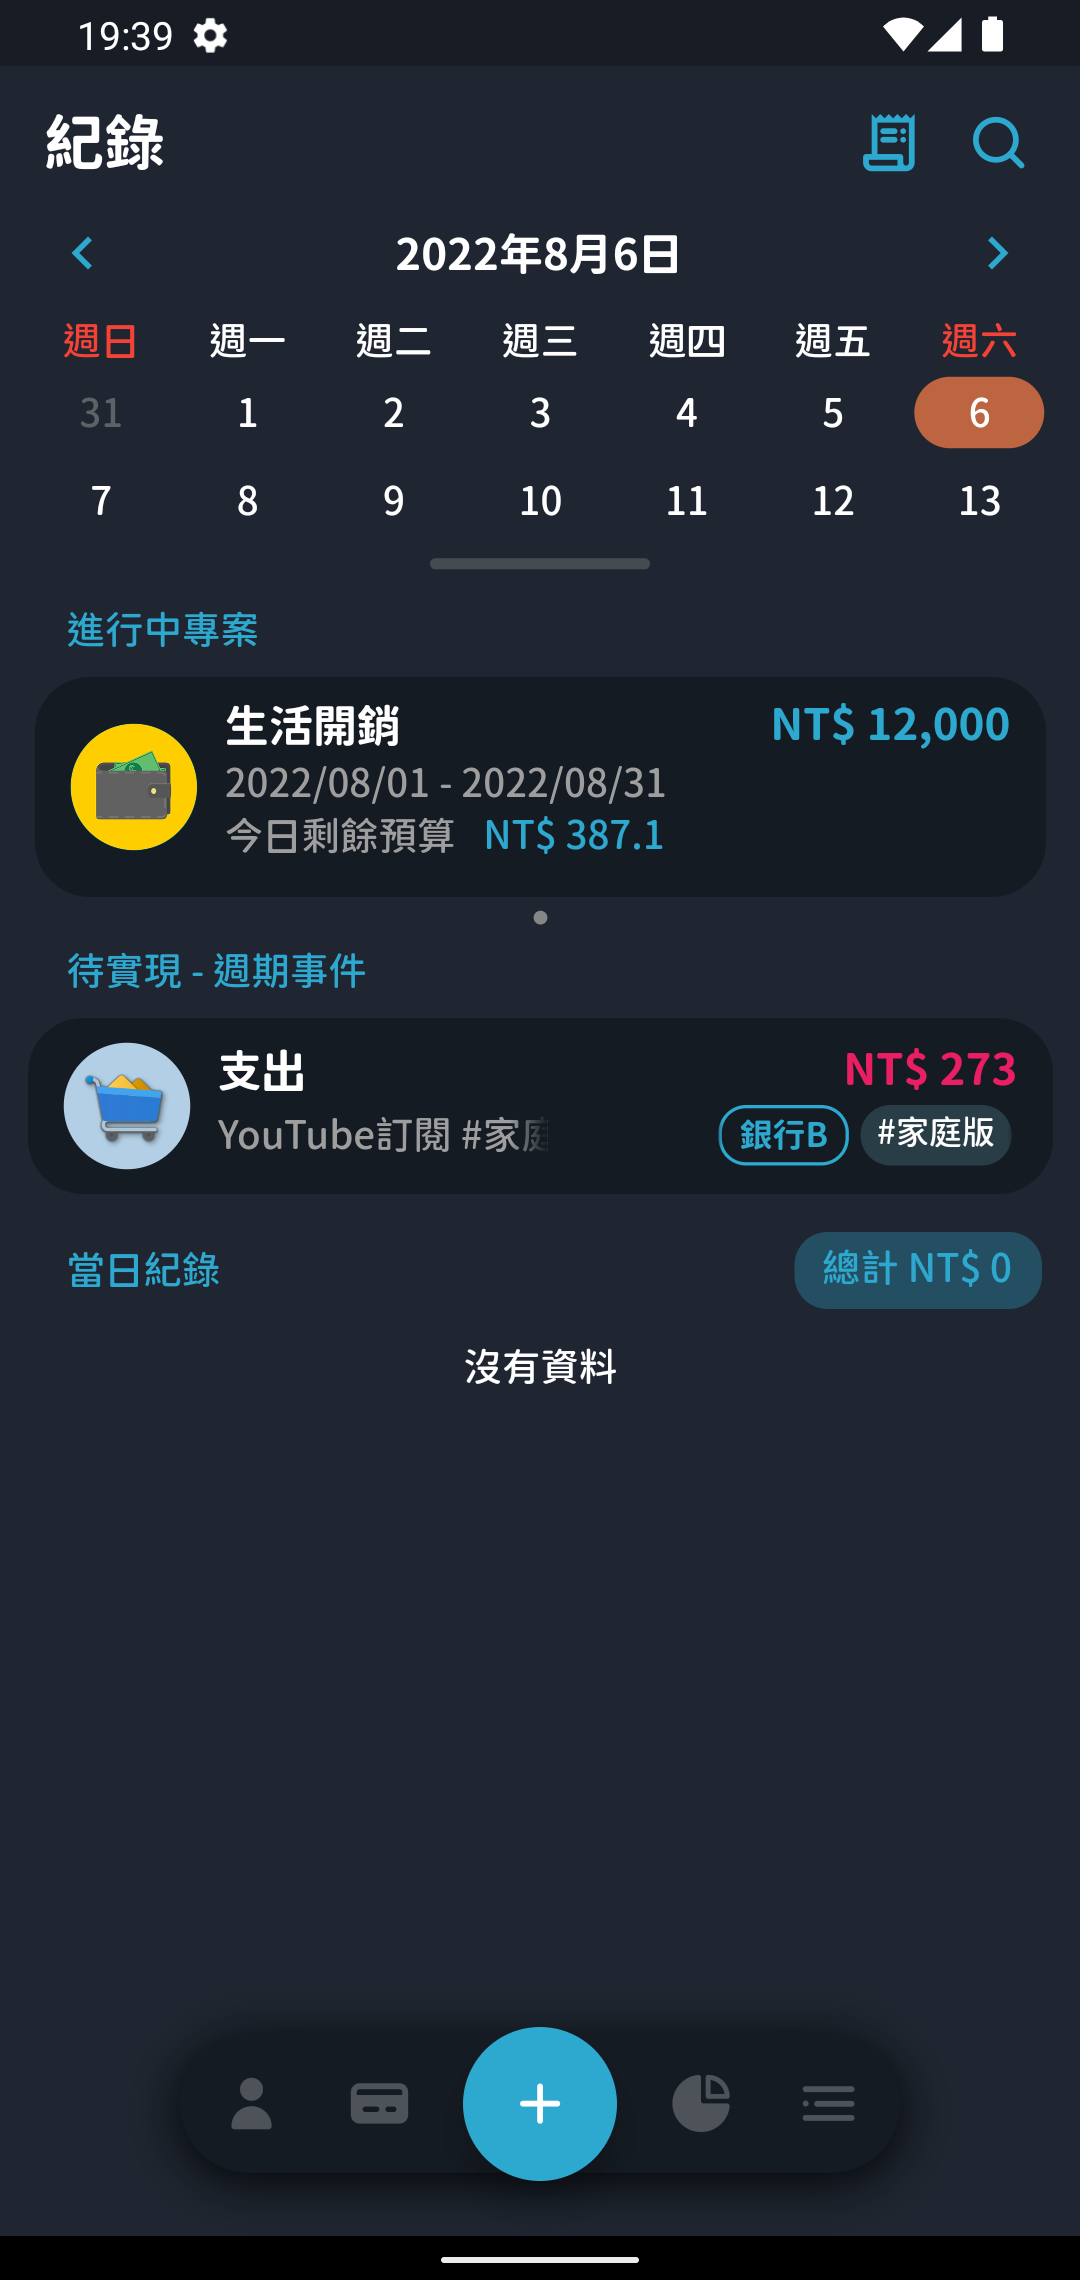 19:39
紀錄
2022年8月6日
週日 週一 週二 週三 週四 週五 週六
31 1 2 3 4 5 6
7 8 9 10 11 12 13
進行中專案
生活開銷 NT$ 12,000
2022/08/01 - 2022/08/31
今日剩餘預算 NT$ 387.1
待實現 - 週期事件
支出 NT$ 273
YouTube訂閱 #家庭 銀行B #家庭版
當日紀錄 總計 NT$ 0
沒有資料